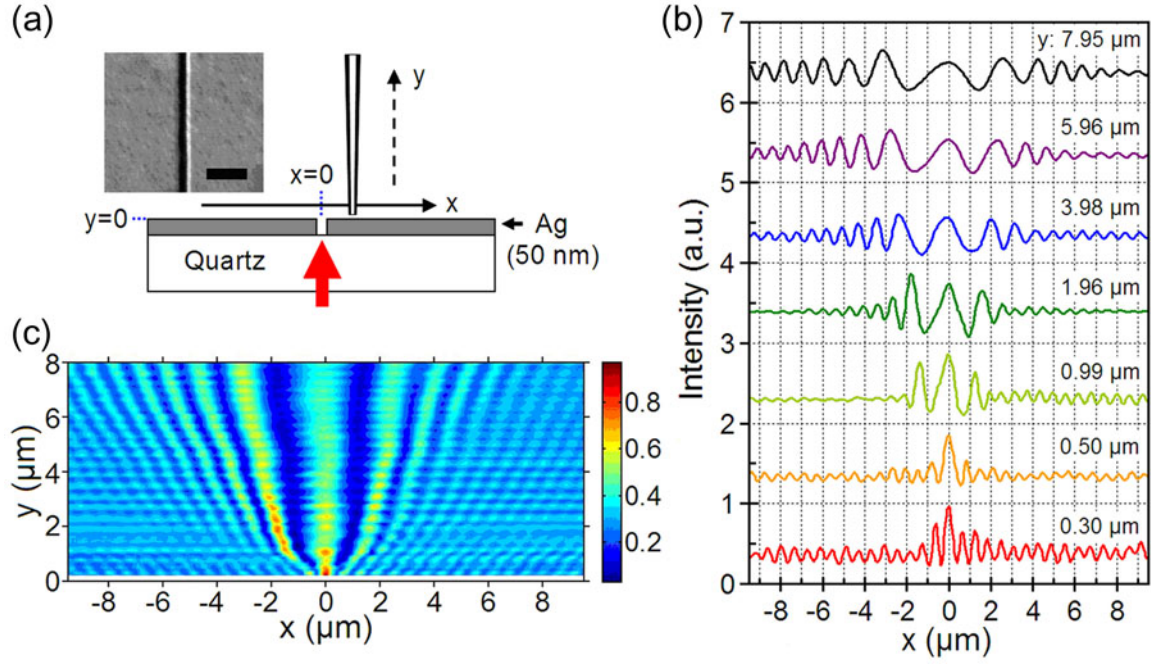 (a)
y
x=0
x
y=0
Ag
(50 nm)
Quartz
(b)
7
6
5
4
3
2
1
0
Intensity (a.u.)
y: 7.95 µm
5.96 µm
3.98 µm
1.96 µm
0.99 µm
0.50 µm
0.30 µm
-8 -6 -4 -2 0 2 4 6 8
x (µm)
(c)
8
6
4
2
0
y (µm)
-8 -6 -4 -2 0 2 4 6 8
x (µm)
0.8
0.6
0.4
0.2